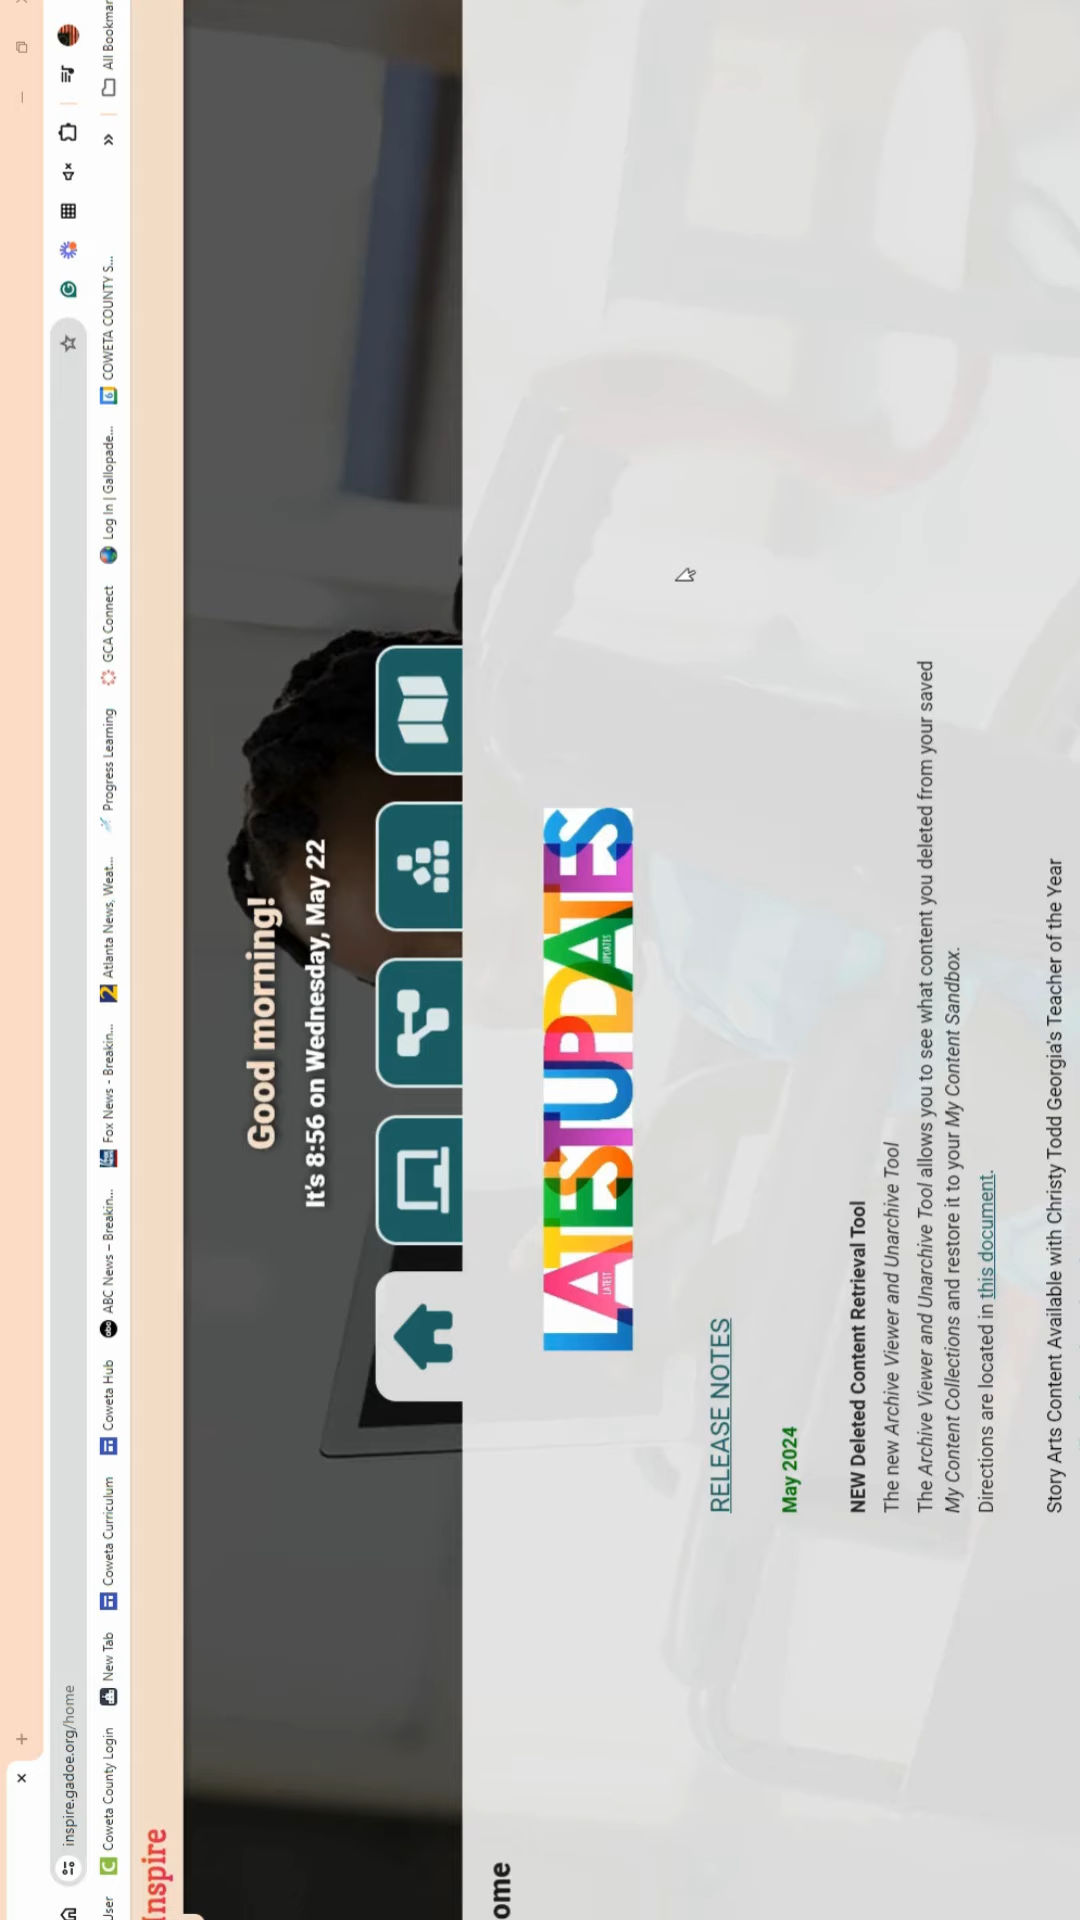 inspire.gadoe.org/home
All Bookmar
User
Coweta County Login
New Tab
Coweta Curriculum
Coweta Hub
ABC News – Breakin...
Fox News - Breakin...
Atlanta News, Weat...
Progress Learning
GCA Connect
Log In | Gallopade...
COWETA COUNTY S...
Inspire
Good morning!
It's 8:56 on Wednesday, May 22
ome
LATEST UPDATES
LATEST
UPDATES
RELEASE NOTES
May 2024
NEW Deleted Content Retrieval Tool
The new Archive Viewer and Unarchive Tool
The Archive Viewer and Unarchive Tool allows you to see what content you deleted from your saved
My Content Collections and restore it to your My Content Sandbox.
Directions are located in this document.
Story Arts Content Available with Christy Todd Georgia's Teacher of the Year